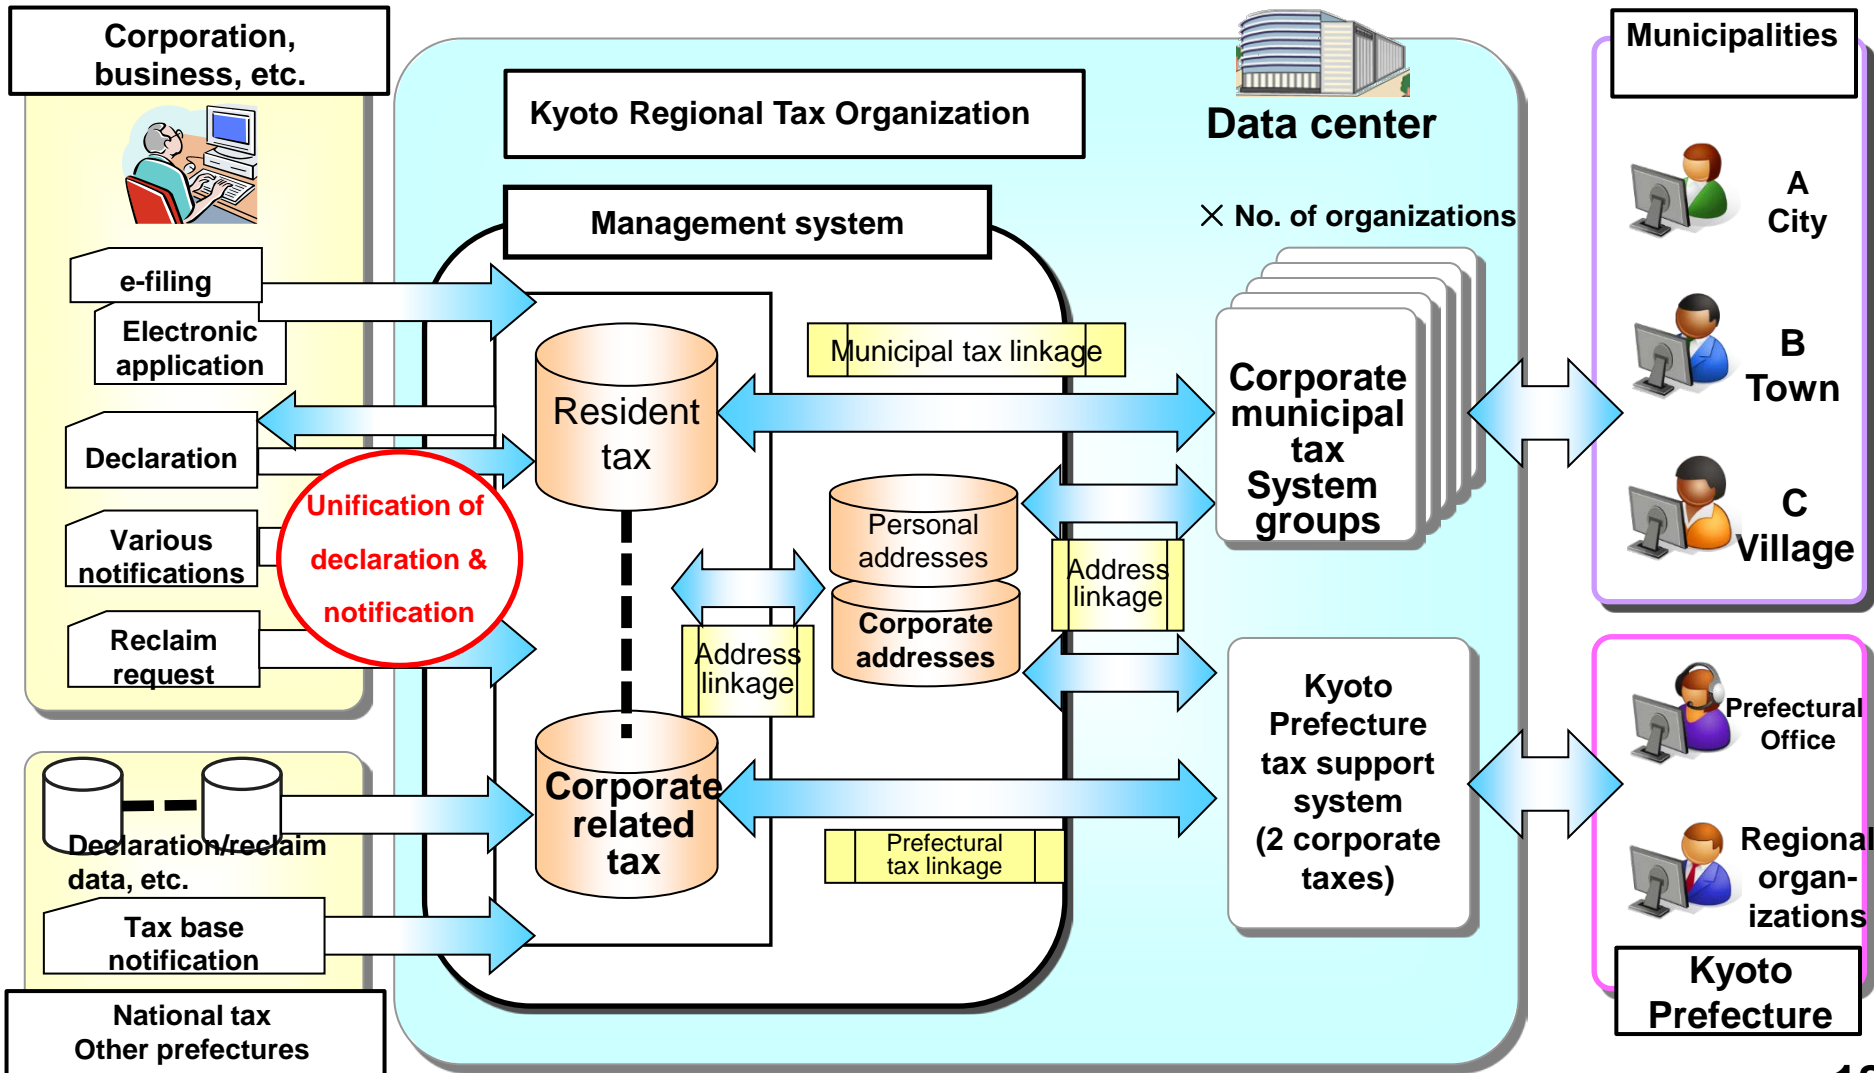 Corporation,
business, etc.
e-filing
Electronic
application
Declaration
Various
notifications
Reclaim
request
Unification of
declaration &
notification
Declaration/reclaim
data, etc.
Tax base
notification
National tax
Other prefectures
Kyoto Regional Tax Organization
Management system
Resident
tax
Corporate
related
tax
Municipal tax linkage
Personal
addresses
Corporate
addresses
Address
linkage
Address
linkage
Prefectural
tax linkage
Data center
× No. of organizations
Corporate
municipal
tax
System
groups
Kyoto
Prefecture
tax support
system
(2 corporate
taxes)
Municipalities
A
City
B
Town
C
Village
Prefectural
Office
Regional
organ-
izations
Kyoto
Prefecture